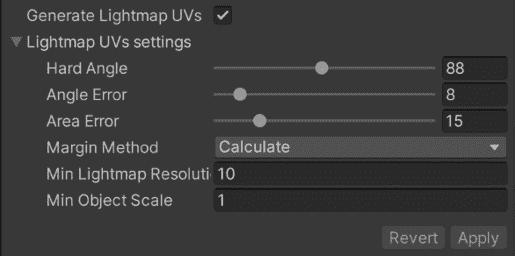 Generate Lightmap UVs
Lightmap UVs settings
Hard Angle 88
Angle Error 8
Area Error 15
Margin Method Calculate
Min Lightmap Resoluti 10
Min Object Scale 1
Revert Apply